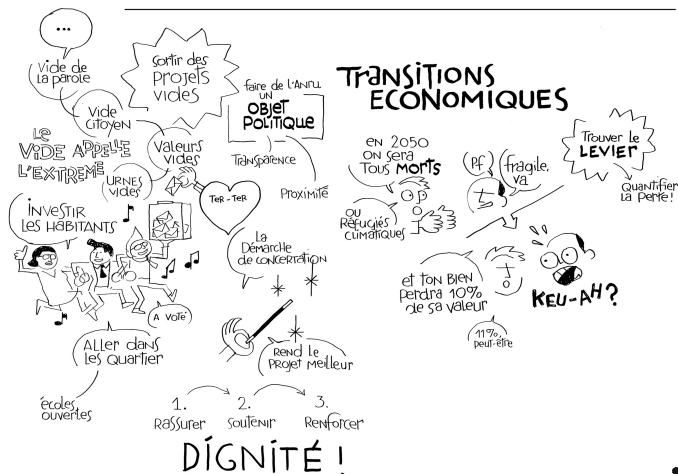 ...
Vide de
la parole
Vide
citoyen
Valeurs
vides
Urnes
vides
Le
vide appelle
l'extrême
Sortir des
projets
vides
faire de l'Anru
un
objet
politique
Transparence
Proximité
Ter-Ter
Investir
les habitants
A voté
Aller dans
les quartier
écoles
ouvertes
La
Démarche
de concertation
Rend le
projet meilleur
1.
Rassurer
2.
Soutenir
3.
Renforcer
DIGNITÉ !
TRANSITIONS
ECONOMIQUES
en 2050
on sera
tous morts
ou
réfugiés
climatiques
Pf
fragile,
va
Trouver le
LEVIER
Quantifier
la perte !
et ton bien
perdra 10%
de sa valeur
11%,
peut-être
KEU-AH ?